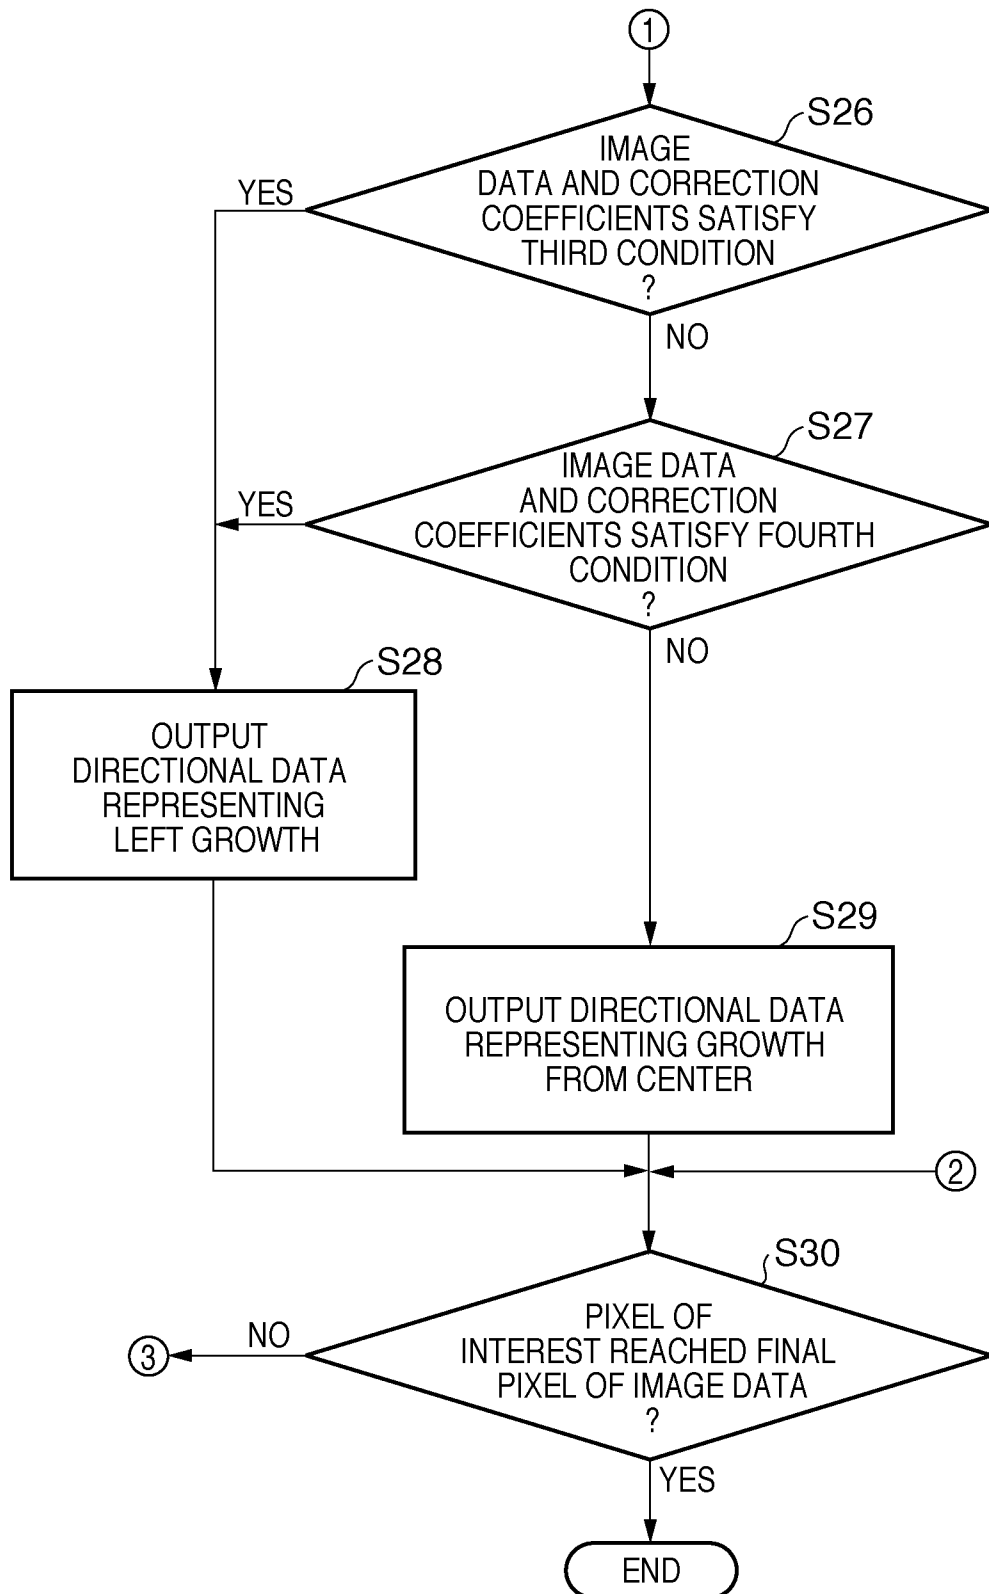 1
S26
IMAGE
DATA AND CORRECTION
COEFFICIENTS SATISFY
THIRD CONDITION
?
YES
NO
S27
IMAGE DATA
AND CORRECTION
COEFFICIENTS SATISFY FOURTH
CONDITION
?
YES
NO
S28
OUTPUT
DIRECTIONAL DATA
REPRESENTING
LEFT GROWTH
S29
OUTPUT DIRECTIONAL DATA
REPRESENTING GROWTH
FROM CENTER
2
S30
PIXEL OF
INTEREST REACHED FINAL
PIXEL OF IMAGE DATA
?
NO
3
YES
END